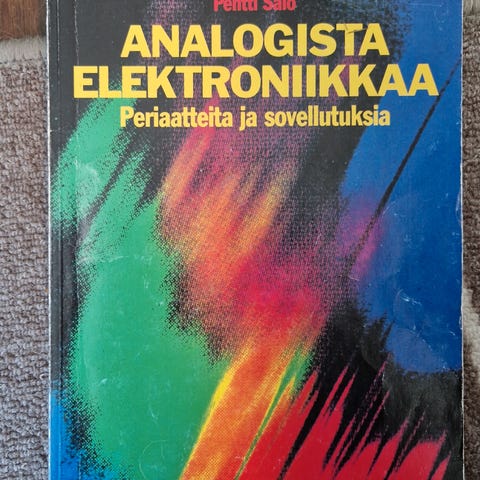 Pentti Salo
ANALOGISTA
ELEKTRONIIKKAA
Periaatteita ja sovellutuksia